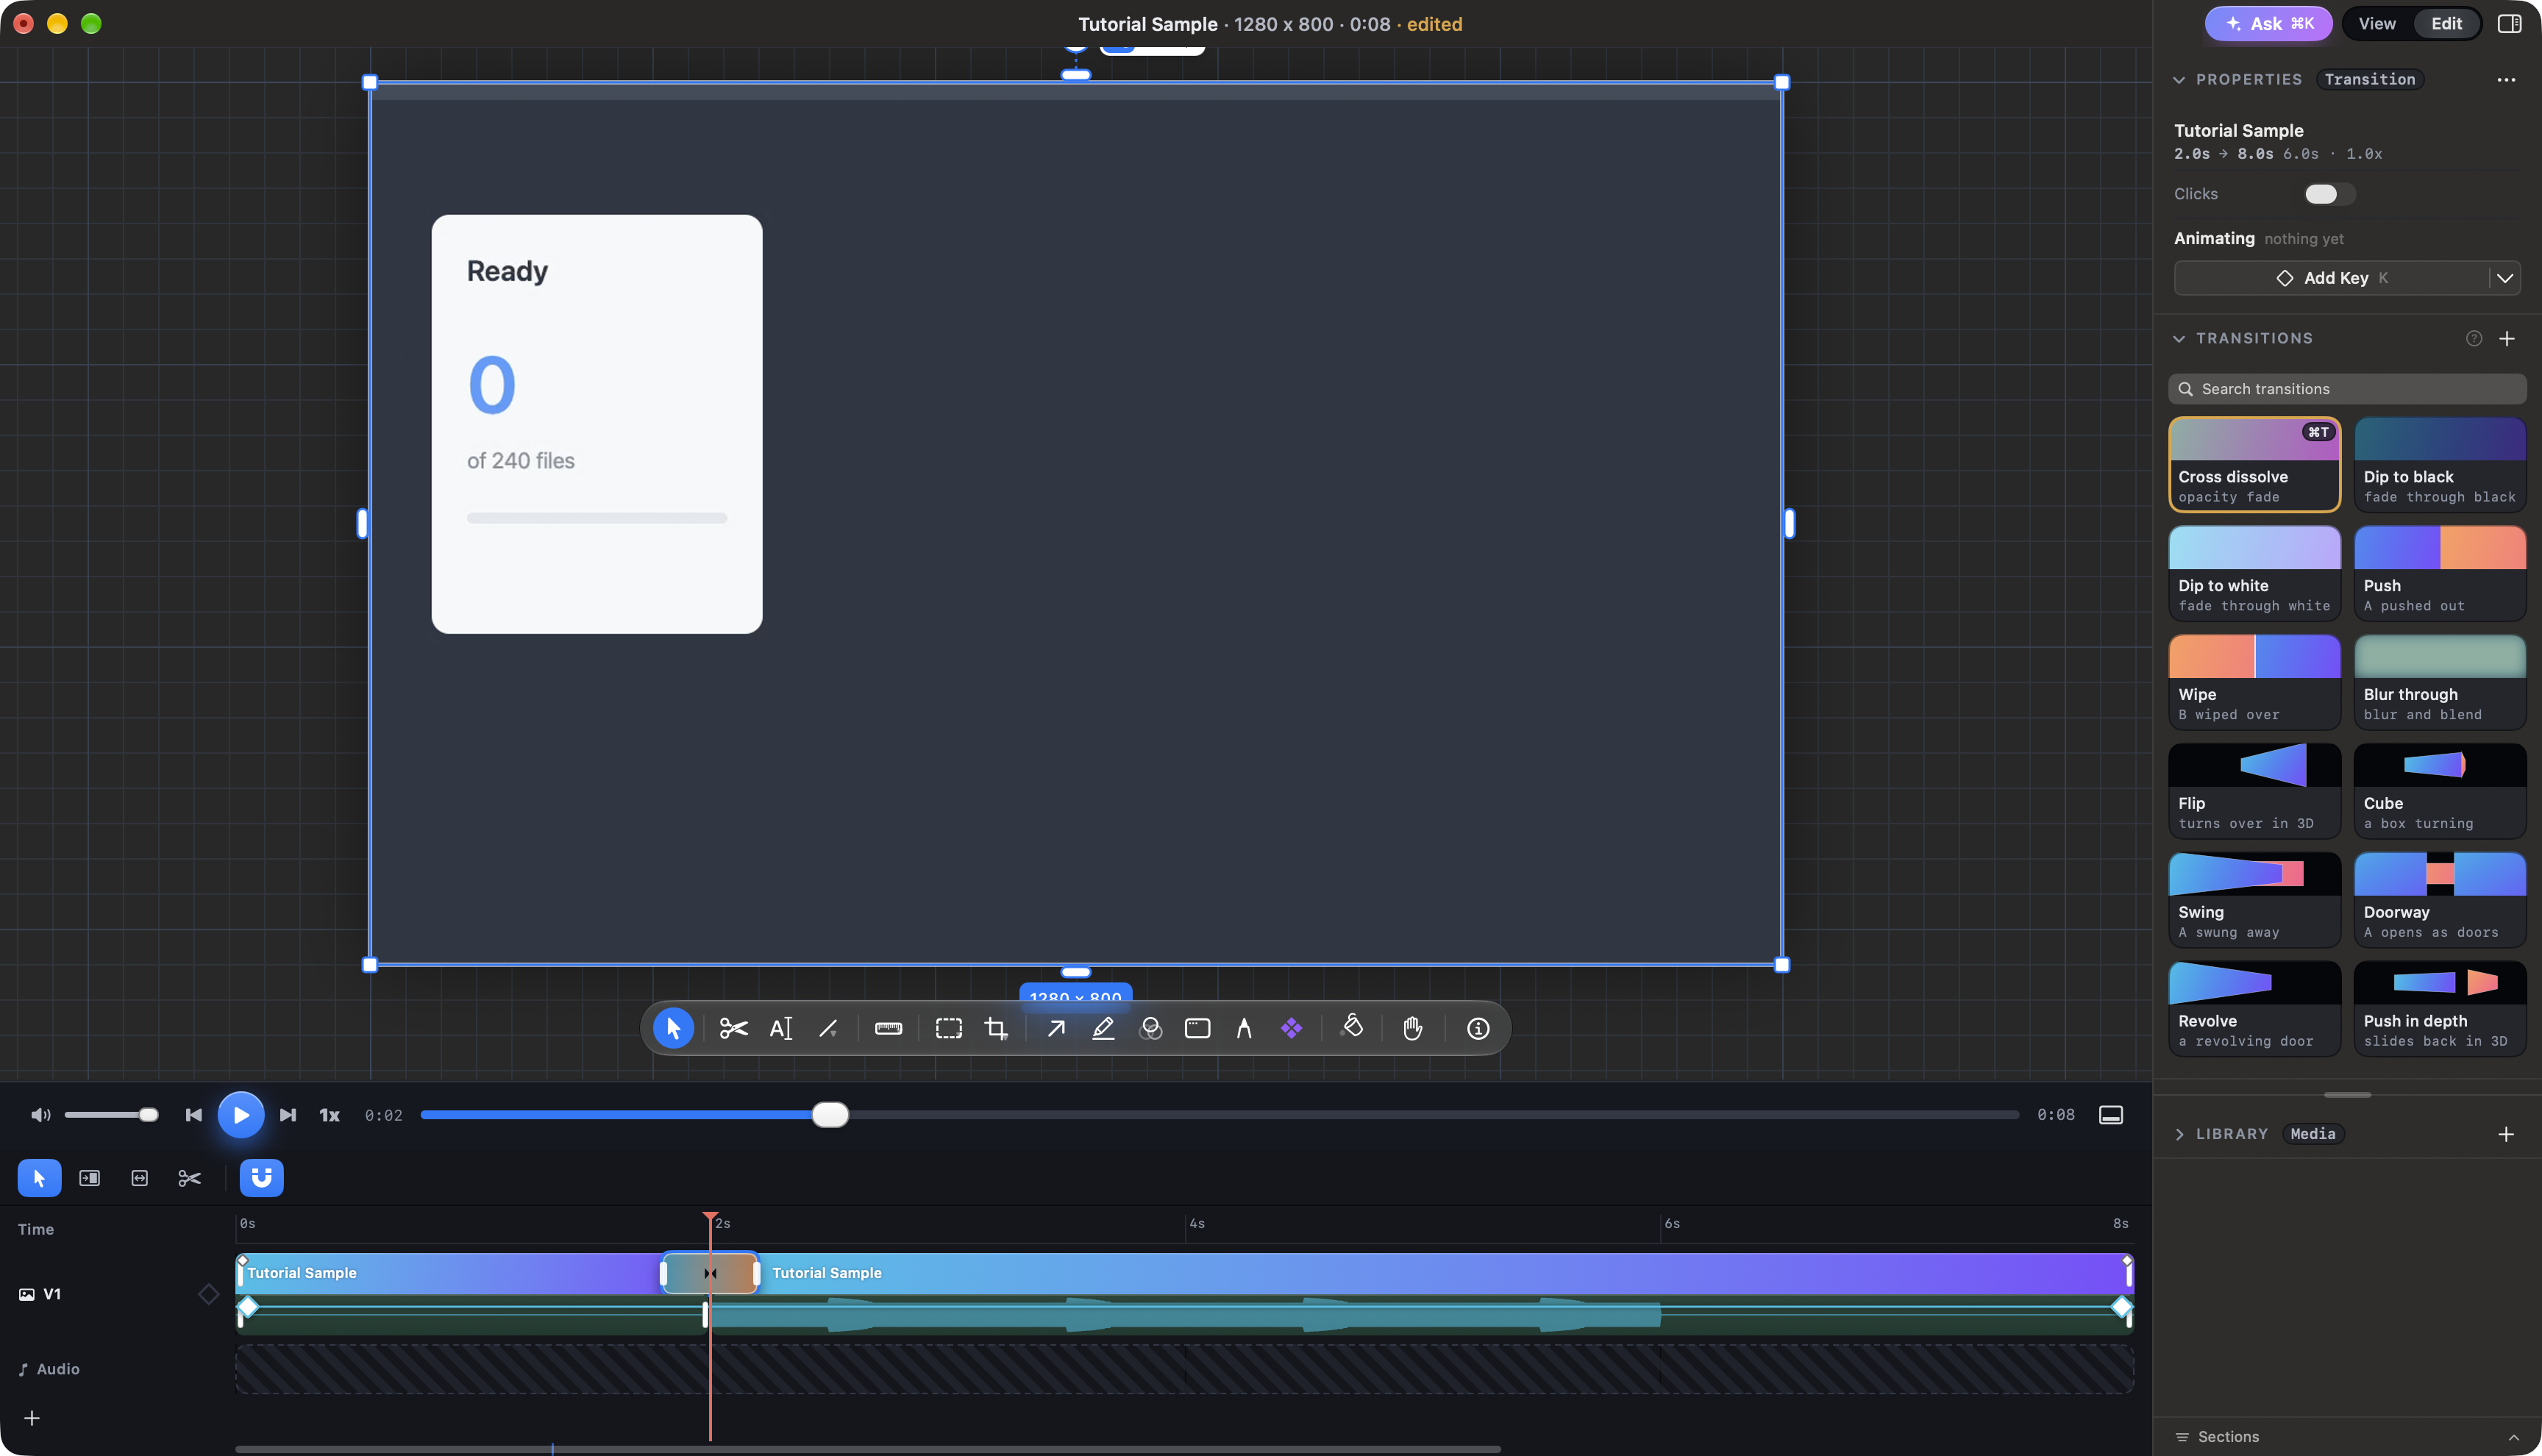 Tutorial Sample · 1280 x 800 · 0:08 · edited
Ask ⌘K
View
Edit
PROPERTIES Transition
Tutorial Sample
2.0s → 8.0s 6.0s · 1.0x
Clicks
Animating nothing yet
Add Key K
TRANSITIONS
Search transitions
⌘T
Cross dissolve
opacity fade
Dip to black
fade through black
Dip to white
fade through white
Push
A pushed out
Wipe
B wiped over
Blur through
blur and blend
Flip
turns over in 3D
Cube
a box turning
Swing
A swung away
Doorway
A opens as doors
Revolve
a revolving door
Push in depth
slides back in 3D
LIBRARY Media
Sections
Ready
0
of 240 files
1280 × 800
1x 0:02 0:08
Time
0s 2s 4s 6s 8s
Tutorial Sample Tutorial Sample
V1
Audio